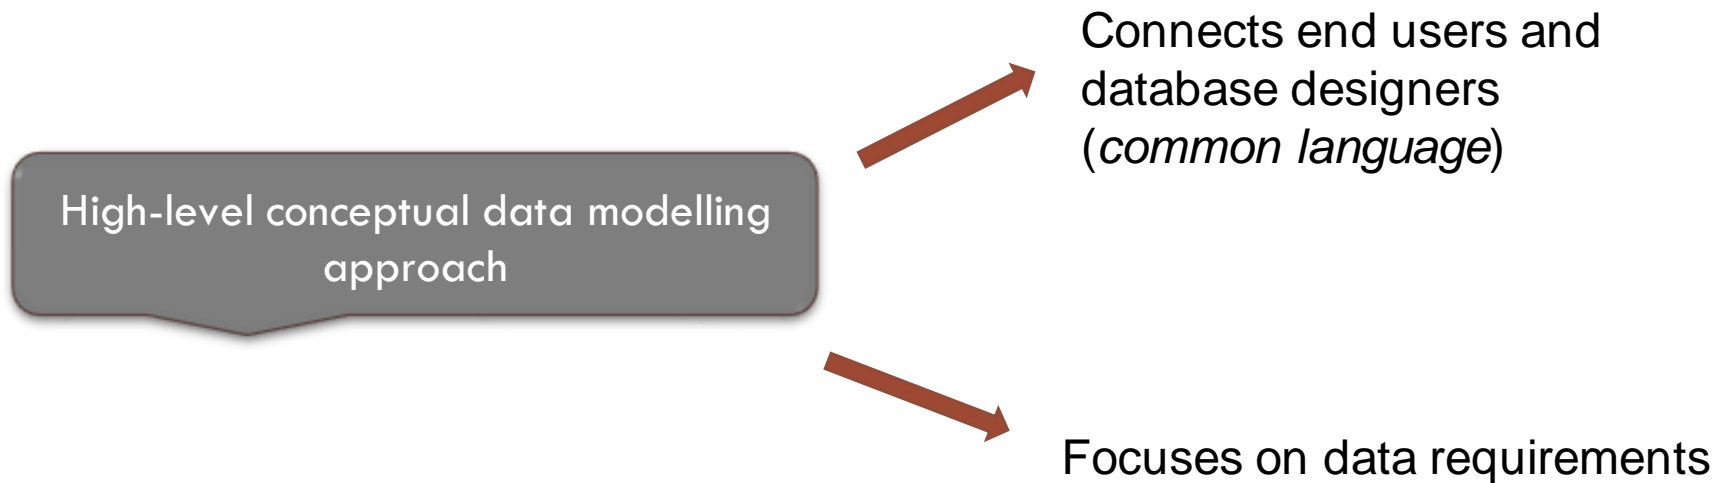 Connects end users and
database designers
(common language)
High-level conceptual data modelling
approach
Focuses on data requirements